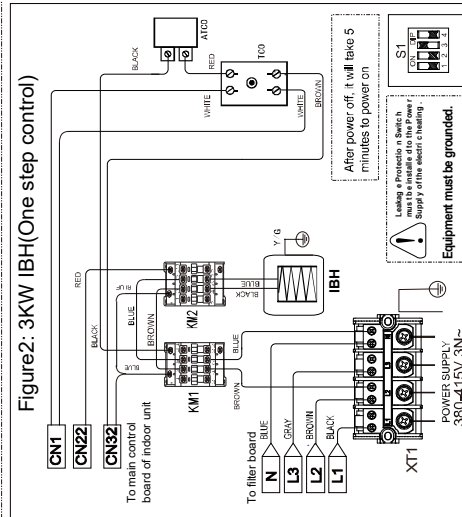 Figure2: 3KW IBH(One step control)
CN1
CN22
CN32
To main control
board of indoor unit
RED
BLACK
BLUE
BLUE
BLUE
BROWN
KM1
KM2
BLACK
RED
WHITE
WHITE
BROWN
ATCO
TCO
BLUE
BLACK
Y/G
IBH
BLUE
BROWN
To filter board
N
L3
L2
L1
BLUE
GRAY
BROWN
BLACK
XT1
L1
L2
L3
N
POWER SUPPLY
380-415V 3N~
After power off, it will take 5
minutes to power on
S1
ON DIP
1 2 3 4
Leakage Protection Switch
must be installed to the Power
Supply of the electric heating.
Equipment must be grounded.